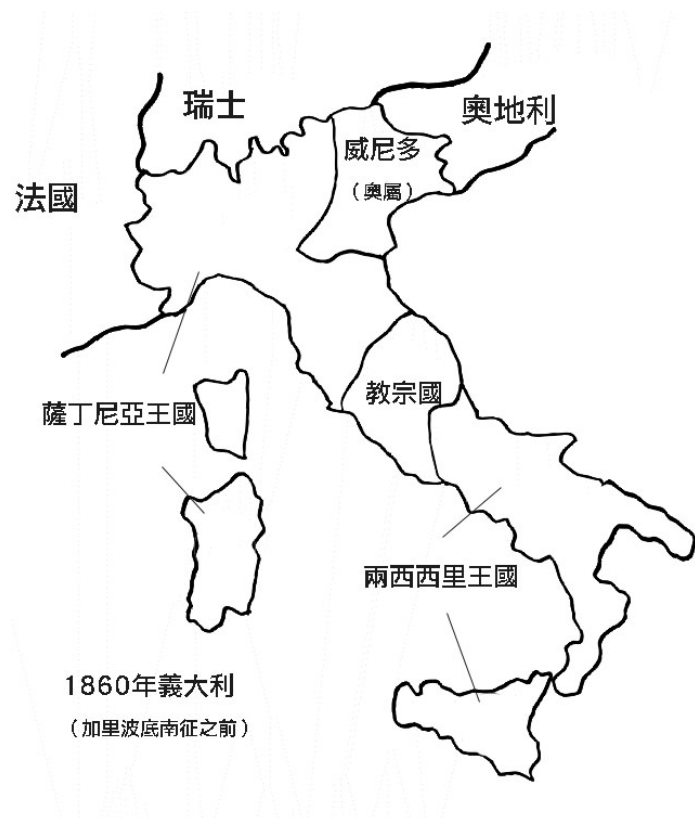 瑞士
奧地利
威尼多
（奧屬）
法國
教宗國
薩丁尼亞王國
兩西西里王國
1860年義大利
（加里波底南征之前）